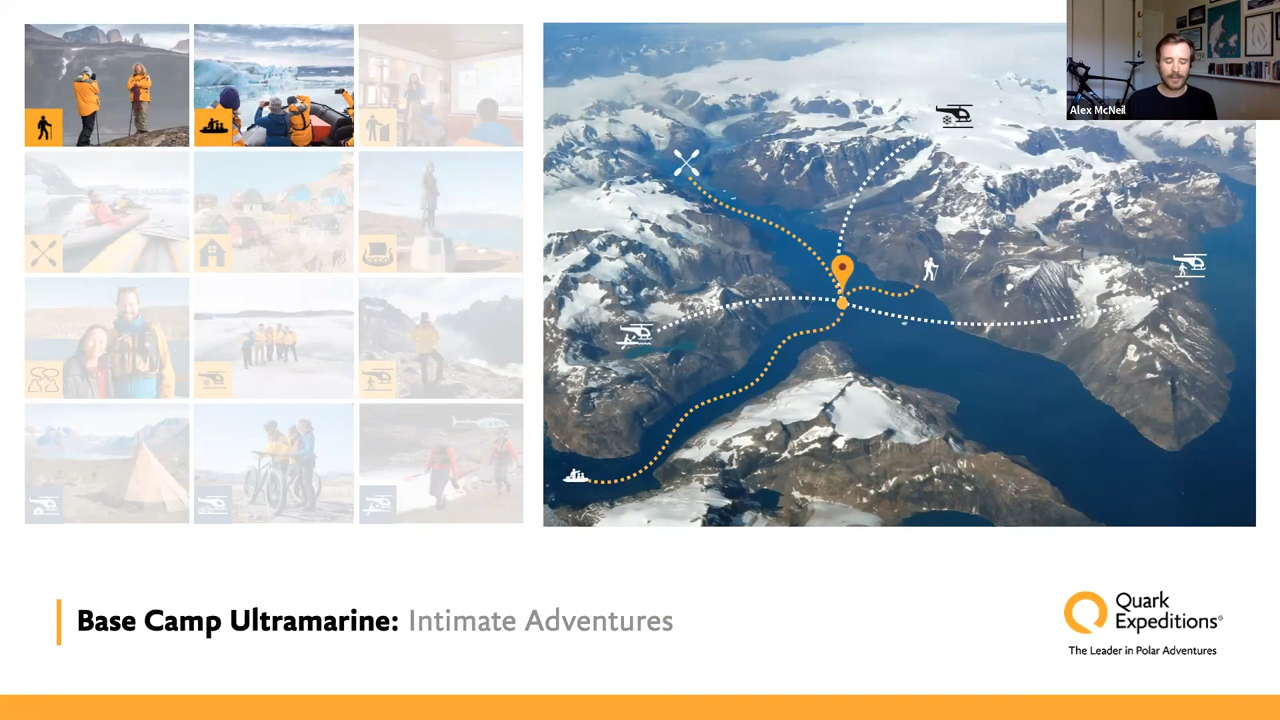 Alex McNeil
Base Camp Ultramarine: Intimate Adventures
Quark
Expeditions®
The Leader in Polar Adventures